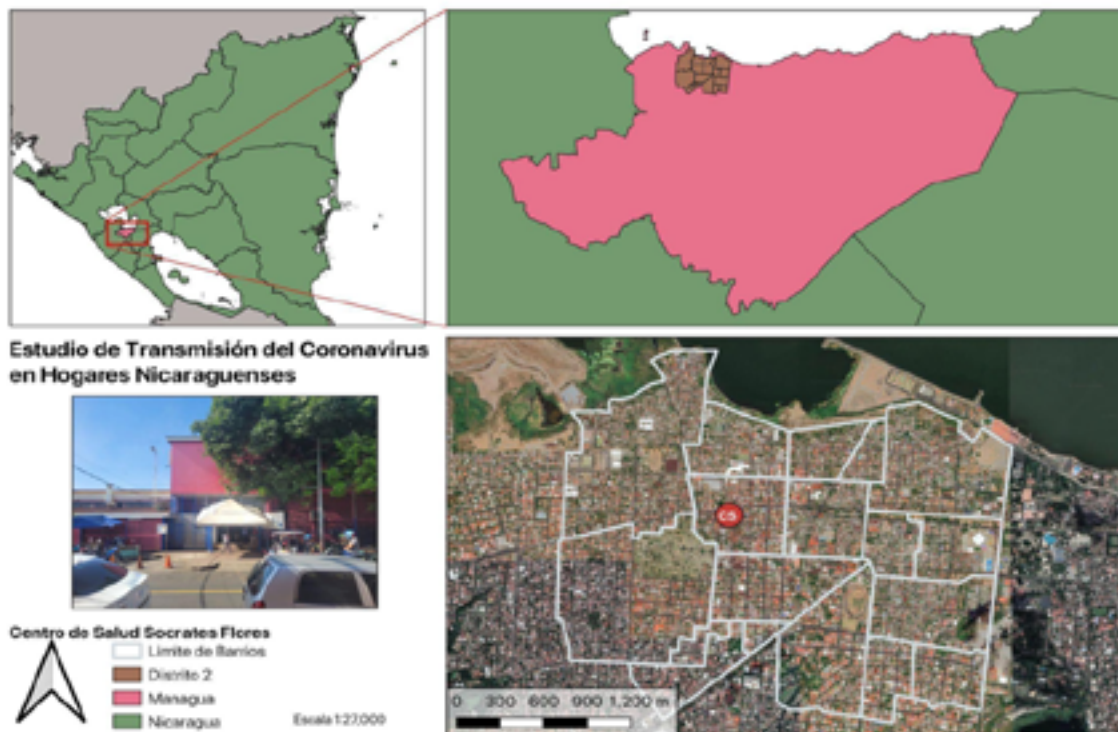 Estudio de Transmisión del Coronavirus
en Hogares Nicaraguenses
Centro de Salud Socrates Flores
Limite de Barrios
Distrito 2
Managua
Nicaragua
Escala 1:27,000
CS
0 300 600 900 1,200 m